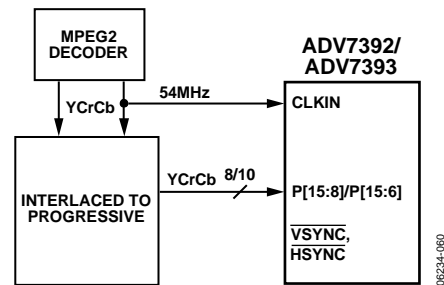 MPEG2
DECODER
ADV7392/
ADV7393
YCrCb
54MHz
CLKIN
INTERLACED TO
PROGRESSIVE
YCrCb
8/10
P[15:8]/P[15:6]
VSYNC,
HSYNC
06234-060